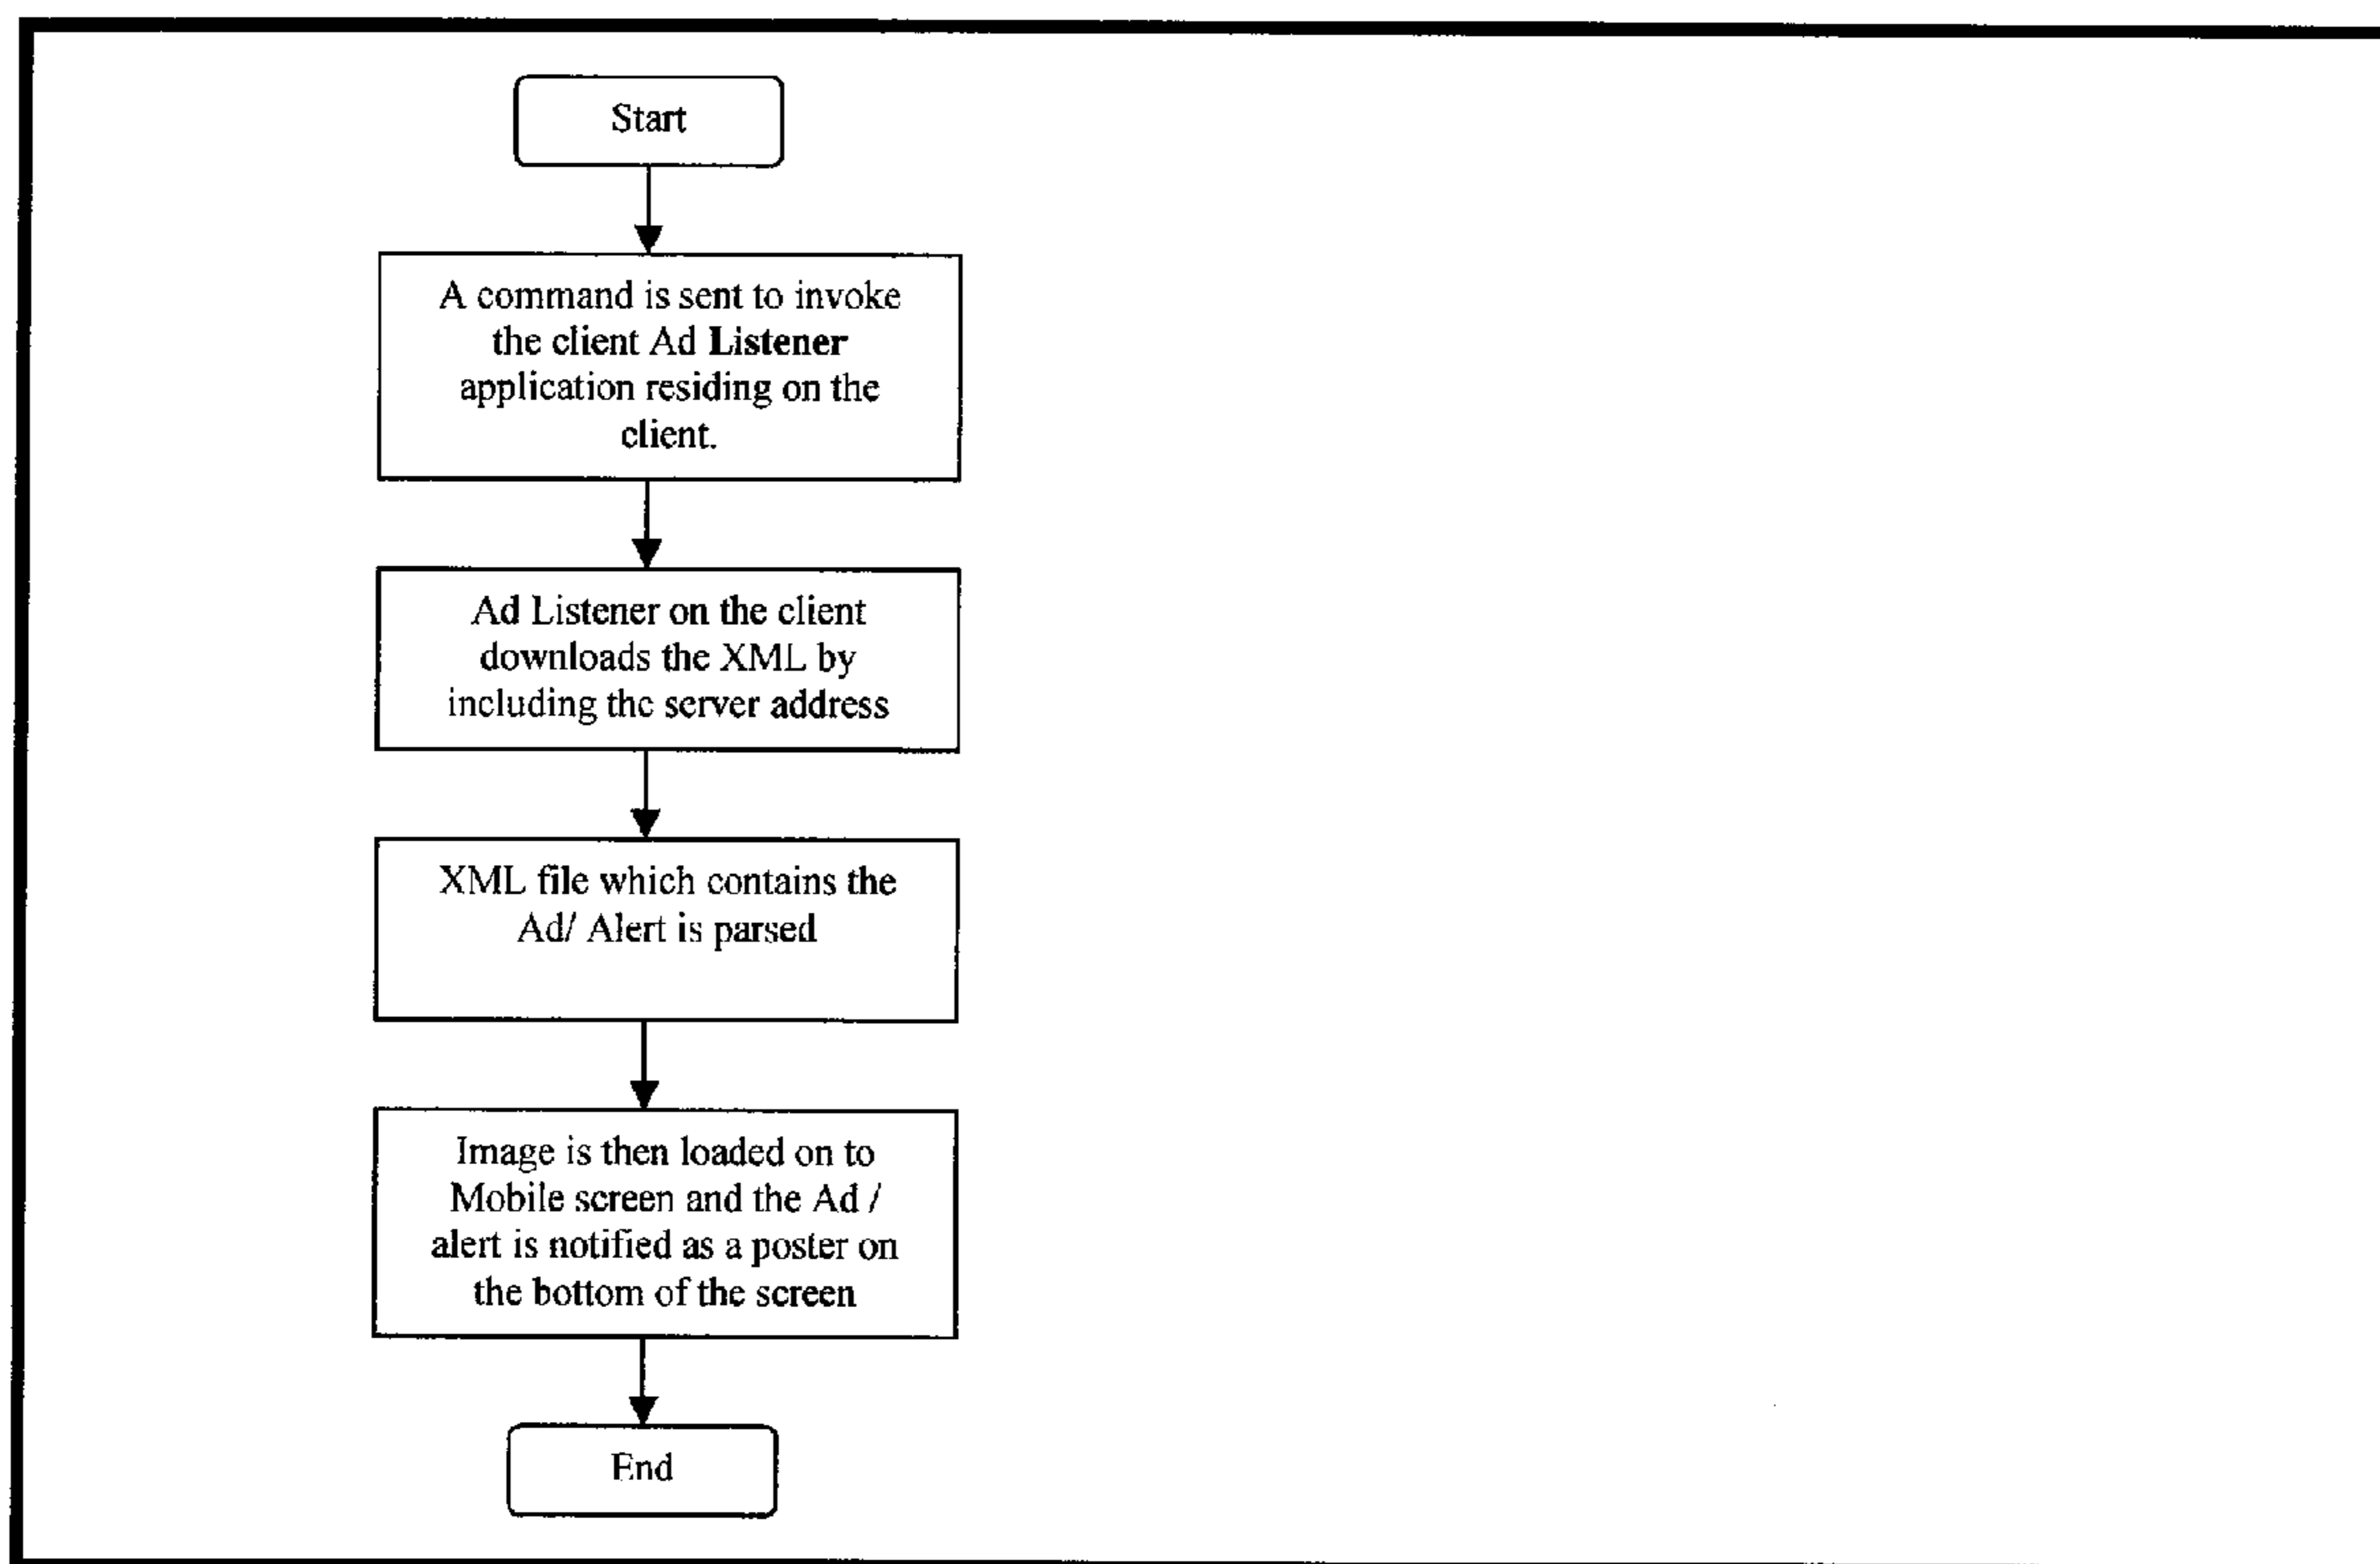 Start
A command is sent to invoke
the client Ad Listener
application residing on the
client.
Ad Listener on the client
downloads the XML by
including the server address
XML file which contains the
Ad/ Alert is parsed
Image is then loaded on to
Mobile screen and the Ad /
alert is notified as a poster on
the bottom of the screen
End